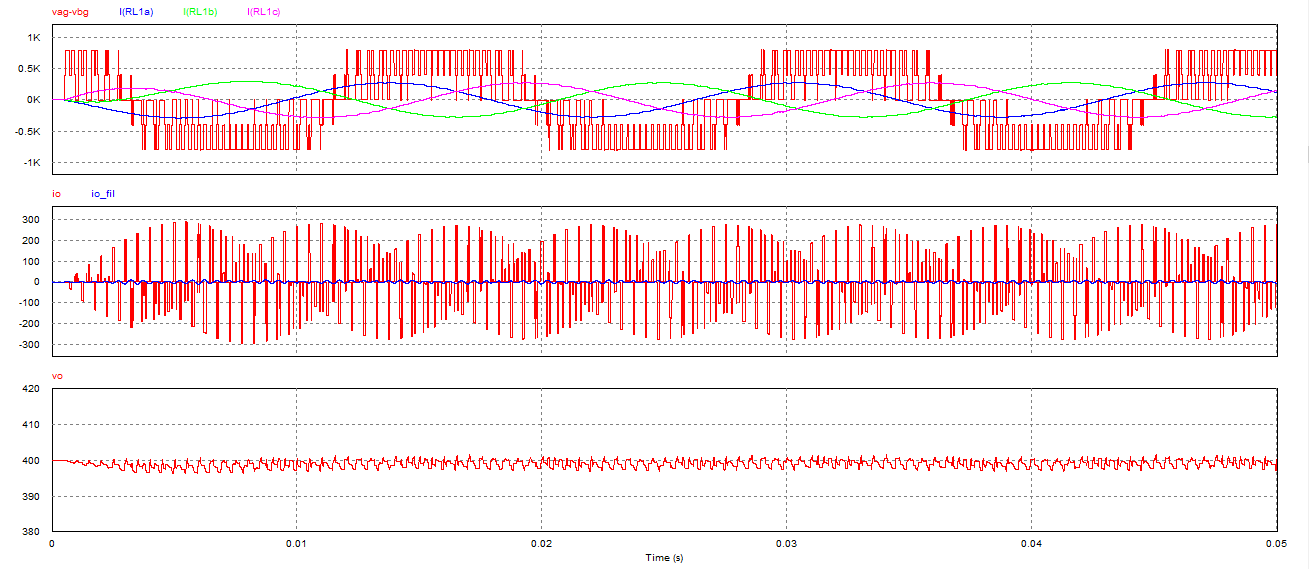 vag-vbg I(RL1a) I(RL1b) I(RL1c)
1K
0.5K
0K
-0.5K
-1K
io io_fil
300
200
100
0
-100
-200
-300
vo
420
410
400
390
380
0 0.01 0.02 0.03 0.04 0.05
Time (s)